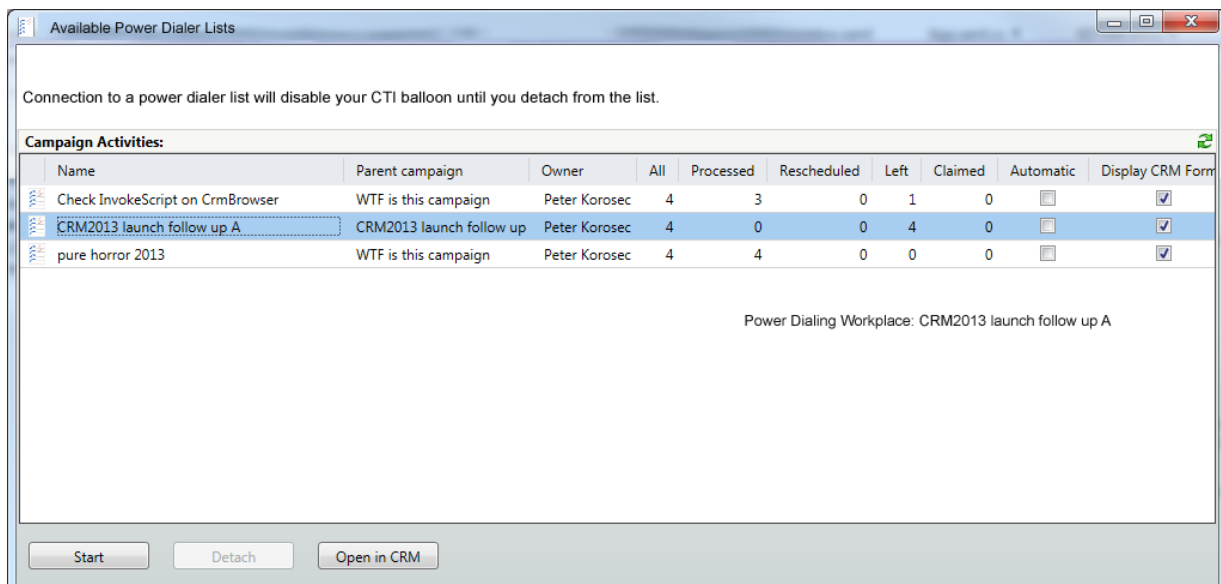 Available Power Dialer Lists
Connection to a power dialer list will disable your CTI balloon until you detach from the list.
Campaign Activities:
Name Parent campaign Owner All Processed Rescheduled Left Claimed Automatic Display CRM Form
Check InvokeScript on CrmBrowser WTF is this campaign Peter Korosec 4 3 0 1 0
CRM2013 launch follow up A CRM2013 launch follow up Peter Korosec 4 0 0 4 0
pure horror 2013 WTF is this campaign Peter Korosec 4 4 0 0 0
Power Dialing Workplace: CRM2013 launch follow up A
Start Detach Open in CRM